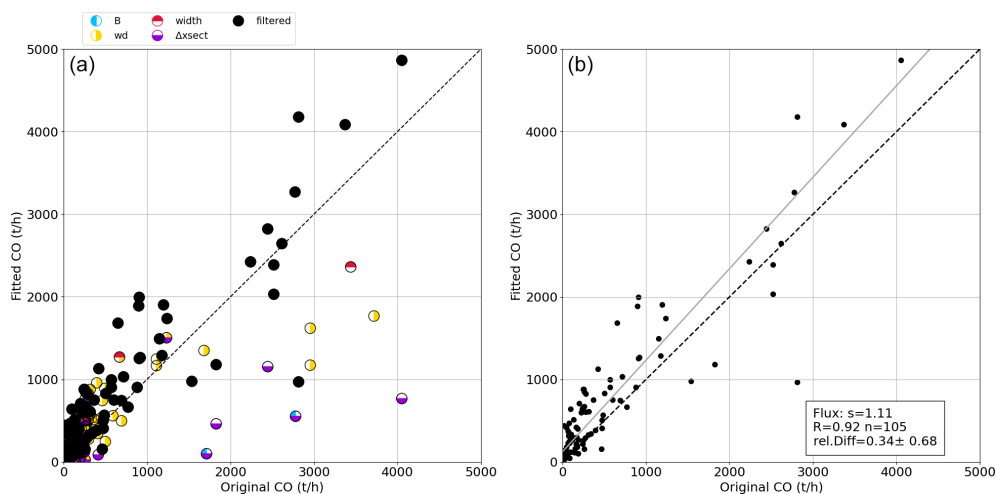 B width filtered
wd Δxsect
(a)
5000
4000
3000
2000
1000
0
Fitted CO (t/h)
0 1000 2000 3000 4000 5000
Original CO (t/h)
(b)
5000
4000
3000
2000
1000
0
Fitted CO (t/h)
Flux: s=1.11
R=0.92 n=105
rel.Diff=0.34± 0.68
0 1000 2000 3000 4000 5000
Original CO (t/h)